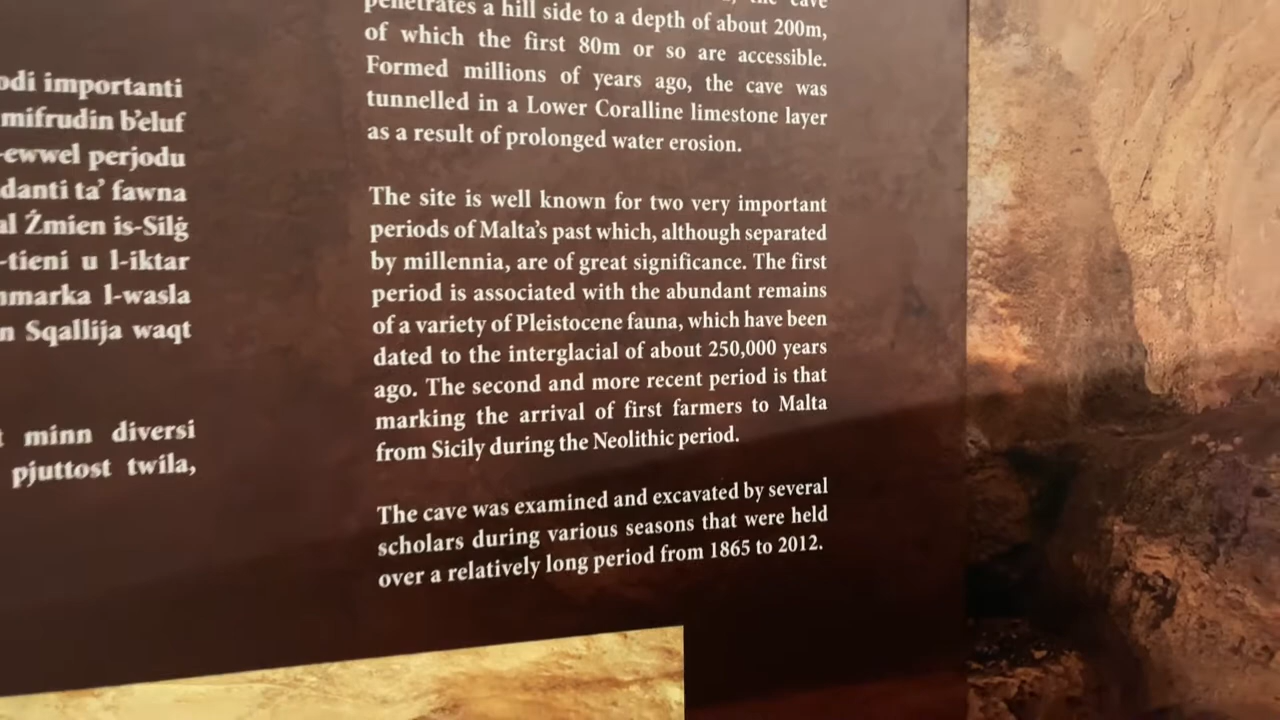 odi importanti
mifrudin b'eluf
-ewwel perjodu
danti ta' fawna
al Żmien is-Silġ
-tieni u l-iktar
marka l-wasla
n Sqallija waqt
minn diversi
pjuttost twila,
cave
penetrates a hill side to a depth of about 200m,
of which the first 80m or so are accessible.
Formed millions of years ago, the cave was
tunnelled in a Lower Coralline limestone layer
as a result of prolonged water erosion.
The site is well known for two very important
periods of Malta's past which, although separated
by millennia, are of great significance. The first
period is associated with the abundant remains
of a variety of Pleistocene fauna, which have been
dated to the interglacial of about 250,000 years
ago. The second and more recent period is that
marking the arrival of first farmers to Malta
from Sicily during the Neolithic period.
The cave was examined and excavated by several
scholars during various seasons that were held
over a relatively long period from 1865 to 2012.